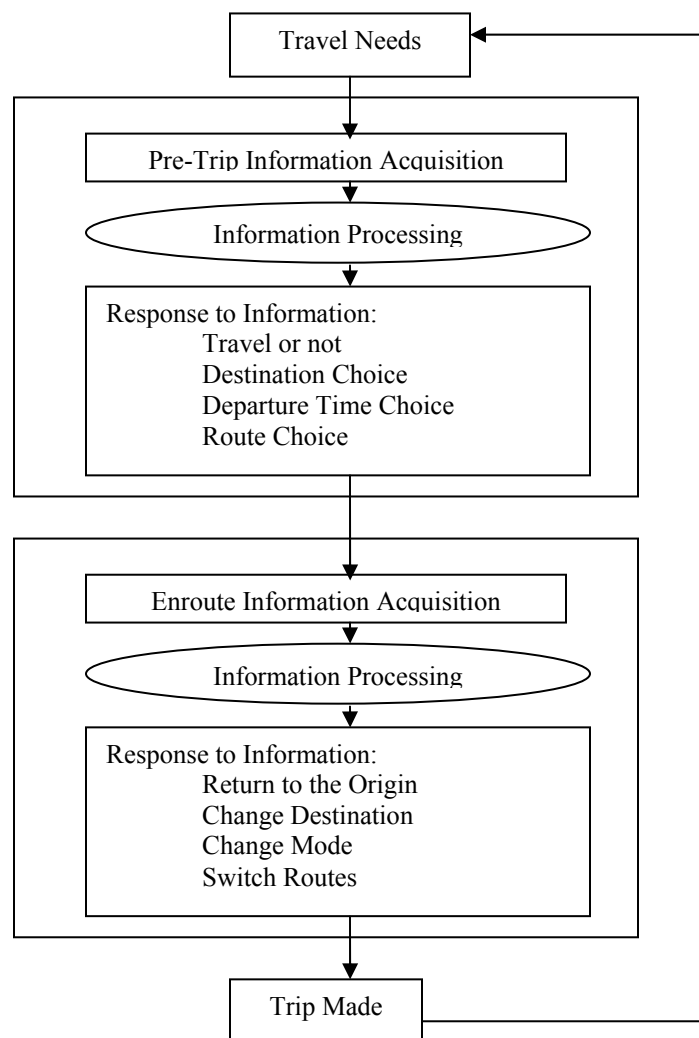 Travel Needs
Pre-Trip Information Acquisition
Information Processing
Response to Information:
Travel or not
Destination Choice
Departure Time Choice
Route Choice
Enroute Information Acquisition
Information Processing
Response to Information:
Return to the Origin
Change Destination
Change Mode
Switch Routes
Trip Made